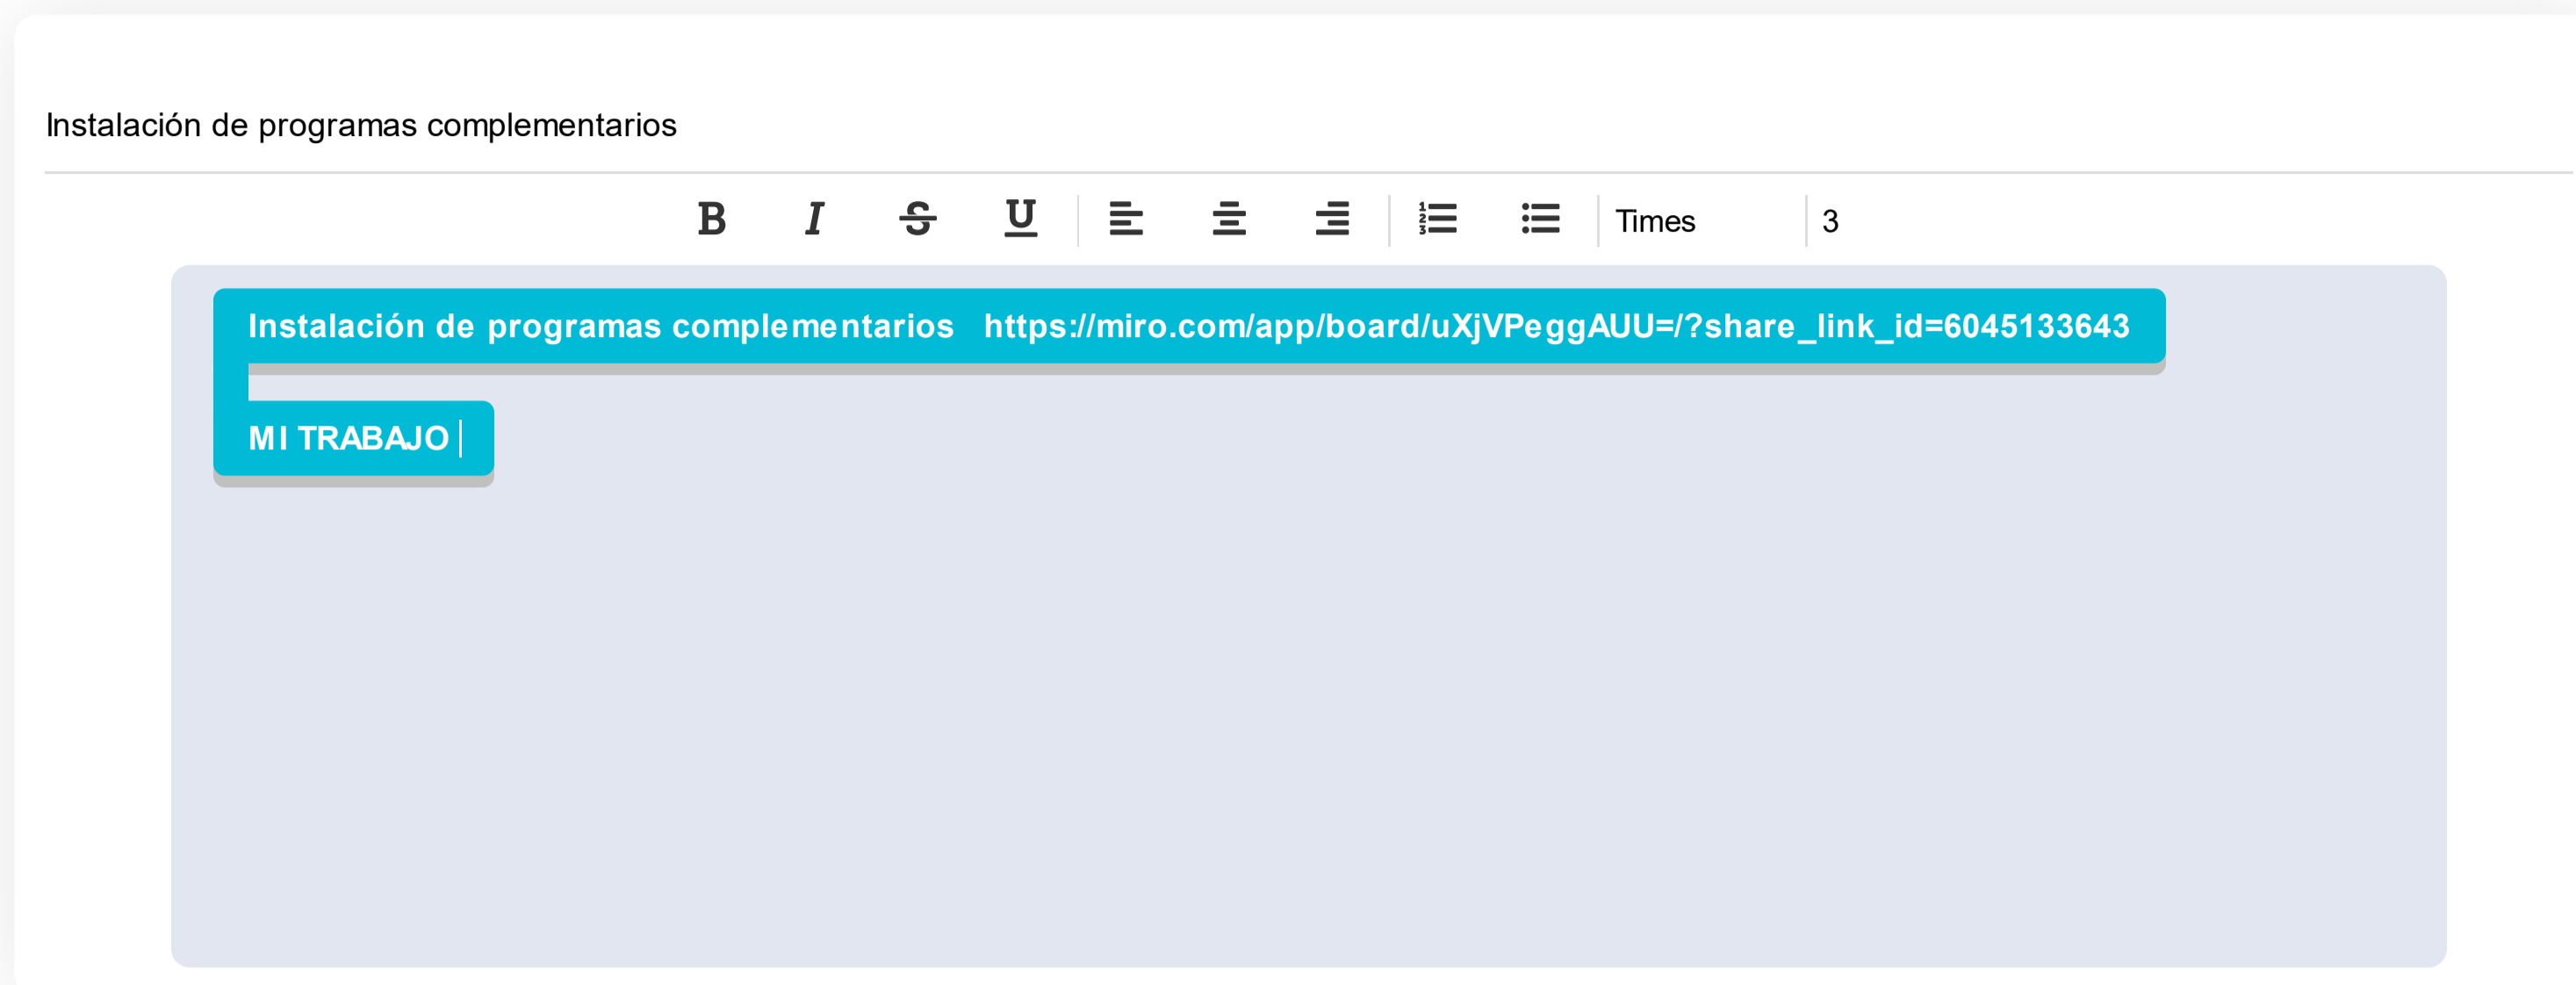 Instalación de programas complementarios
B I S U Times 3
Instalación de programas complementarios https://miro.com/app/board/uXjVPeggAUU=/?share_link_id=6045133643
MI TRABAJO